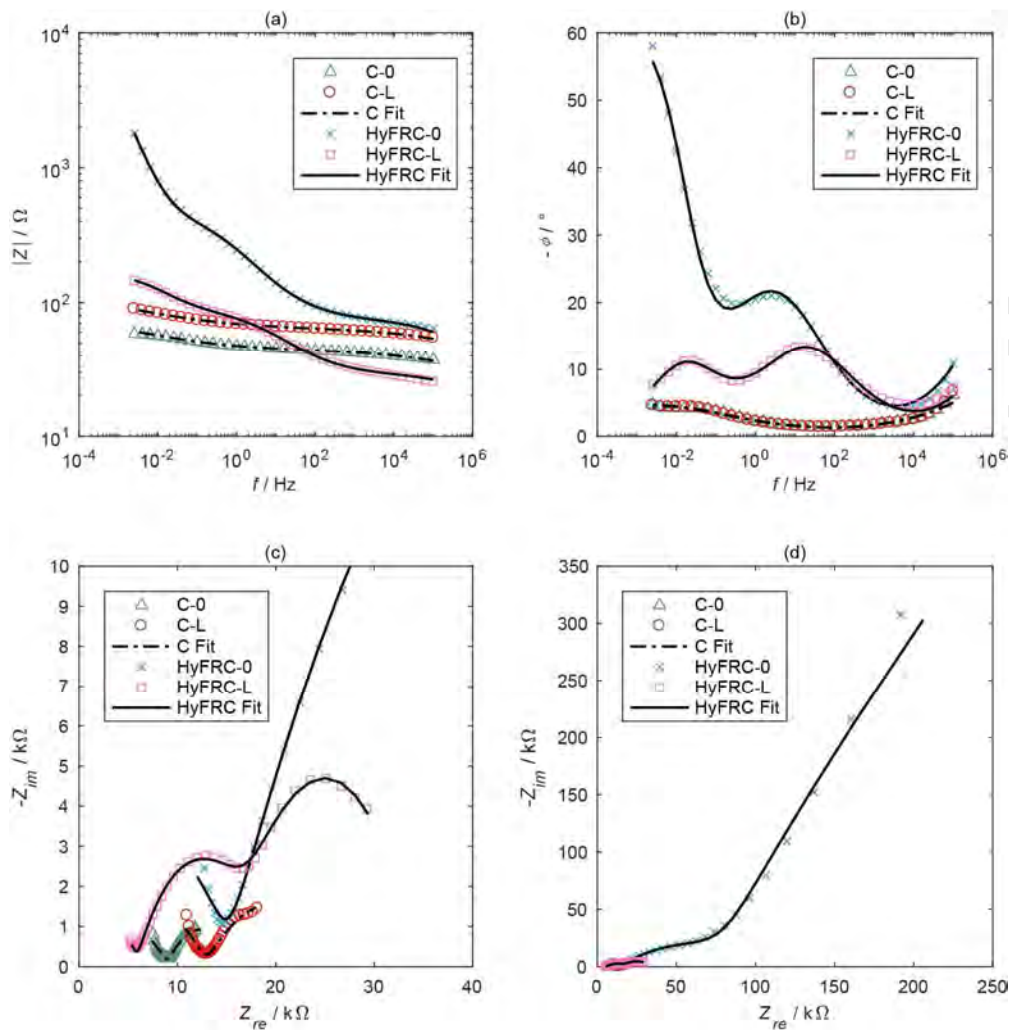 (a)
10^4
10^3
10^2
10^1
|Z| / Ω
C-0
C-L
C Fit
HyFRC-0
HyFRC-L
HyFRC Fit
10^-4 10^-2 10^0 10^2 10^4 10^6
f / Hz
(b)
60
50
40
30
20
10
0
- ϕ / °
C-0
C-L
C Fit
HyFRC-0
HyFRC-L
HyFRC Fit
10^-4 10^-2 10^0 10^2 10^4 10^6
f / Hz
(c)
10
9
8
7
6
5
4
3
2
1
0
-Z_im / kΩ
C-0
C-L
C Fit
HyFRC-0
HyFRC-L
HyFRC Fit
0 10 20 30 40
Z_re / kΩ
(d)
350
300
250
200
150
100
50
0
-Z_im / kΩ
C-0
C-L
C Fit
HyFRC-0
HyFRC-L
HyFRC Fit
0 50 100 150 200 250
Z_re / kΩ